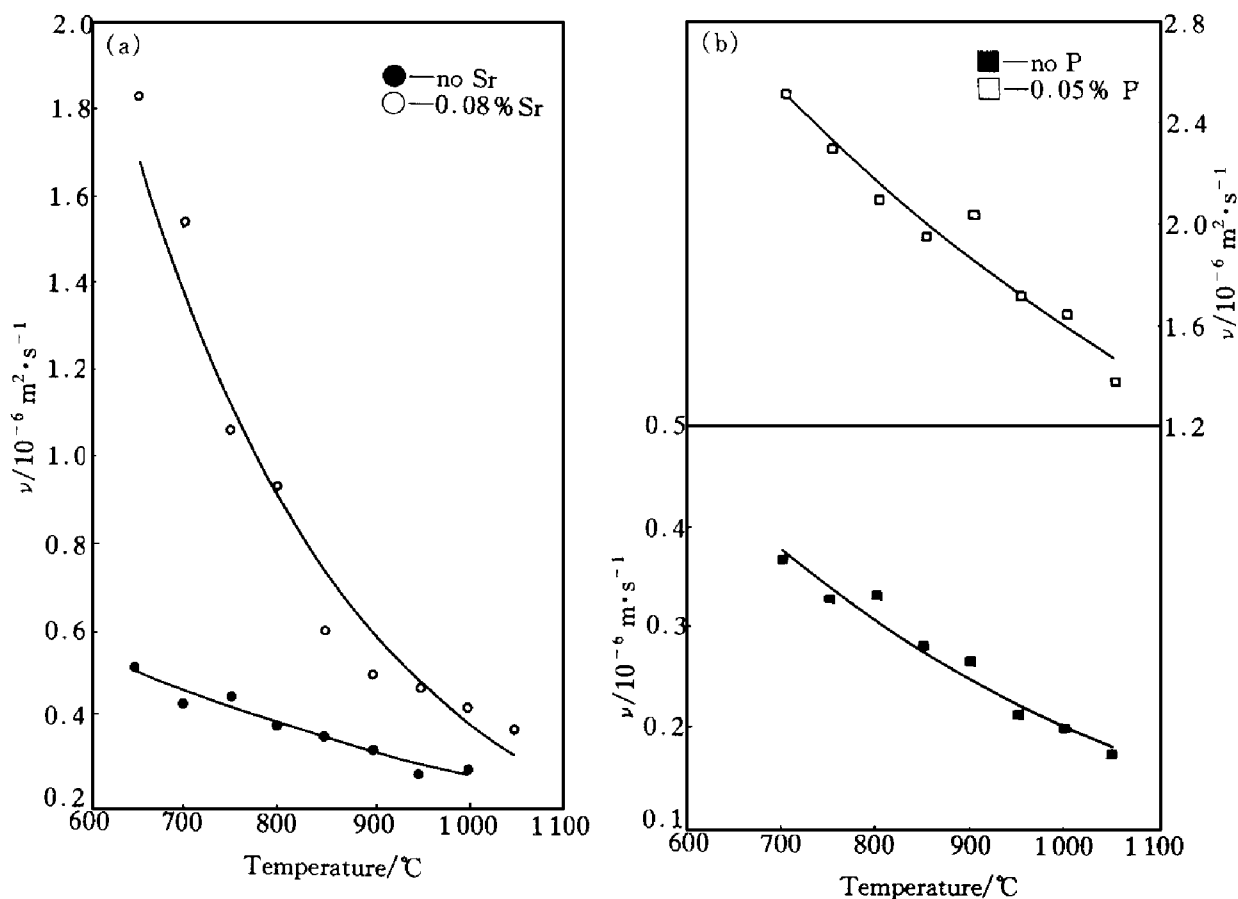 (a)
—no Sr
—0.08%Sr
2.0
1.8
1.6
1.4
1.2
1.0
0.8
0.6
0.4
0.2
ν/10⁻⁶ m²·s⁻¹
600 700 800 900 1 000 1 100
Temperature/℃
(b)
—no P
—0.05% P
2.8
2.4
2.0
1.6
1.2
ν/10⁻⁶ m²·s⁻¹
0.5
0.4
0.3
0.2
0.1
ν/10⁻⁶ m·s⁻¹
600 700 800 900 1 000 1 100
Temperature/℃